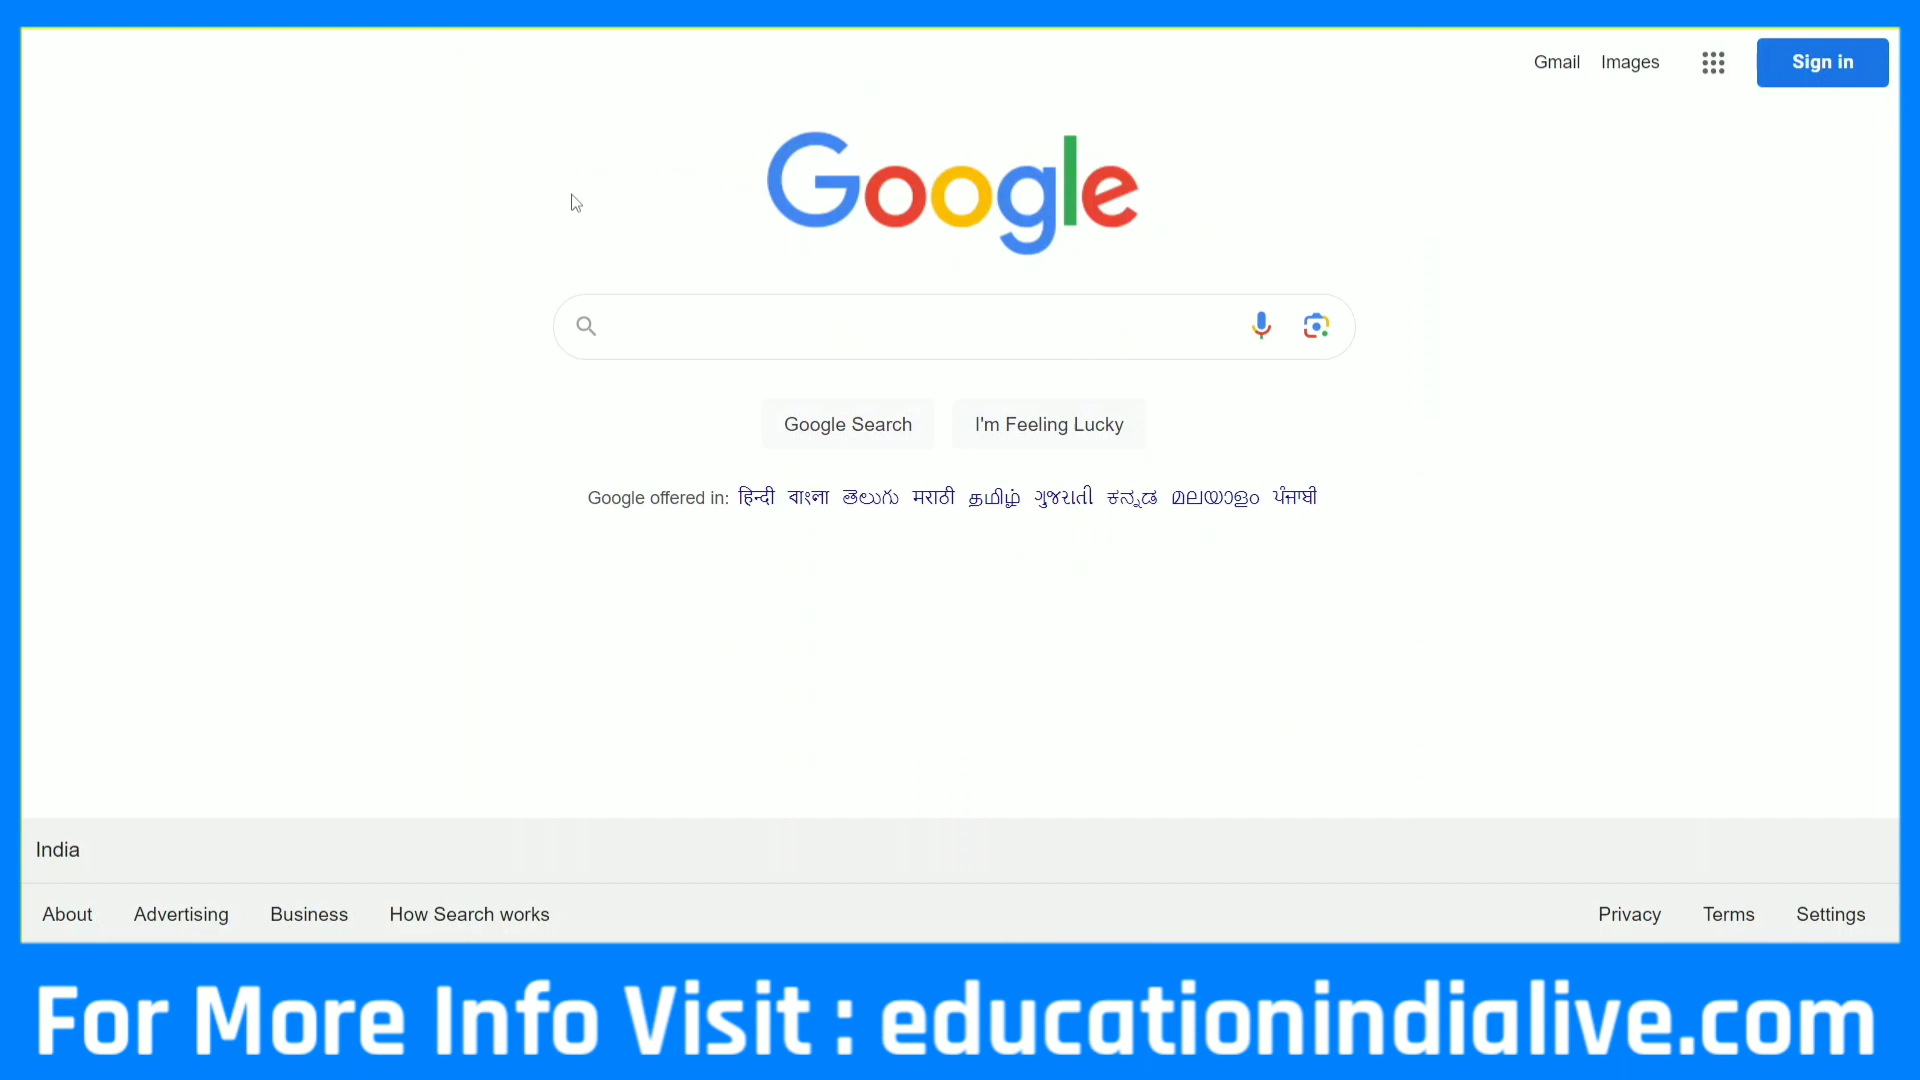 Gmail Images Sign in
Google
Google Search I'm Feeling Lucky
Google offered in: हिन्दी বাংলা తెలుగు मराठी தமிழ் ગુજરાતી ಕನ್ನಡ മലയാളം ਪੰਜਾਬੀ
India
About Advertising Business How Search works Privacy Terms Settings
For More Info Visit : educationindialive.com